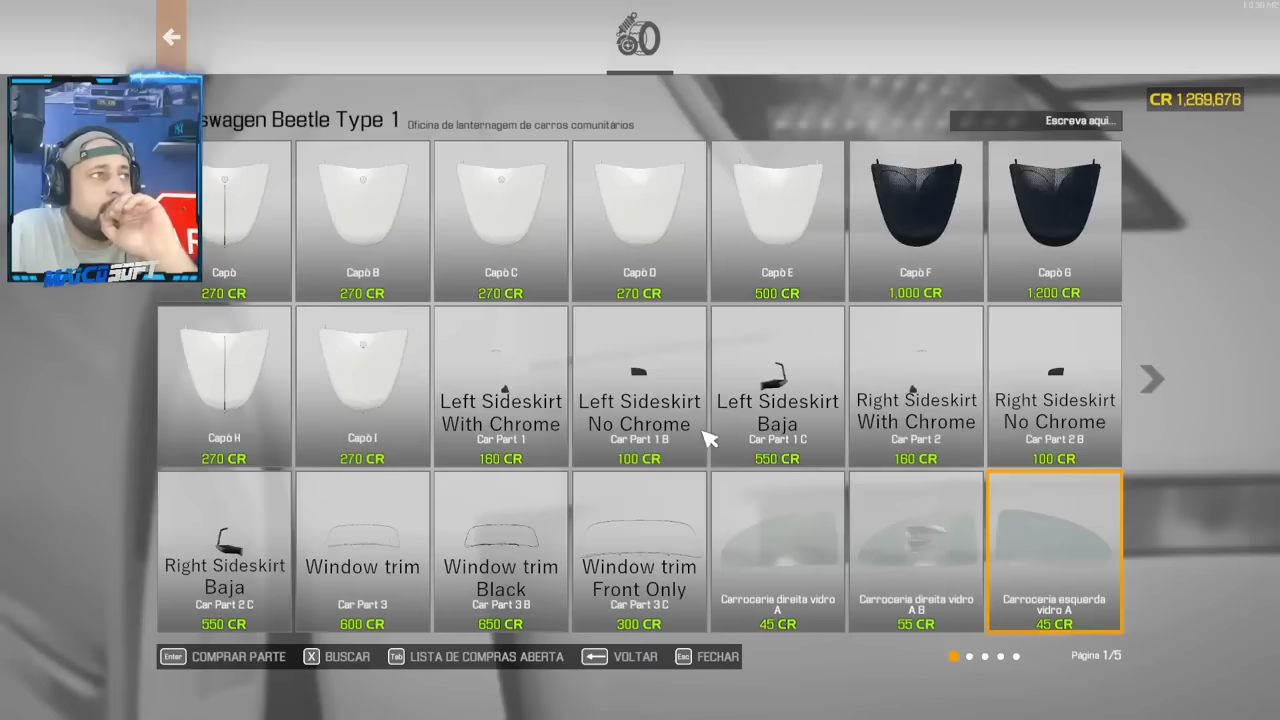 CR 1,269,676
swagen Beetle Type 1 Oficina de lanternagem de carros comunitários
Escreva aqui...
Capô
270 CR
Capô B
270 CR
Capô C
270 CR
Capô D
270 CR
Capô E
500 CR
Capô F
1,000 CR
Capô G
1,200 CR
MAICOSOFT
Capô H
270 CR
Capô I
270 CR
Left Sideskirt
With Chrome
Car Part 1
160 CR
Left Sideskirt
No Chrome
Car Part 1 B
100 CR
Left Sideskirt
Baja
Car Part 1 C
550 CR
Right Sideskirt
With Chrome
Car Part 2
160 CR
Right Sideskirt
No Chrome
Car Part 2 B
100 CR
Right Sideskirt
Baja
Car Part 2 C
550 CR
Window trim
Car Part 3
600 CR
Window trim
Black
Car Part 3 B
650 CR
Window trim
Front Only
Car Part 3 C
300 CR
Carroceria direita vidro
A
45 CR
Carroceria direita vidro
A B
55 CR
Carroceria esquerda
vidro A
45 CR
Enter COMPRAR PARTE X BUSCAR Tab LISTA DE COMPRAS ABERTA VOLTAR Esc FECHAR
Página 1/5